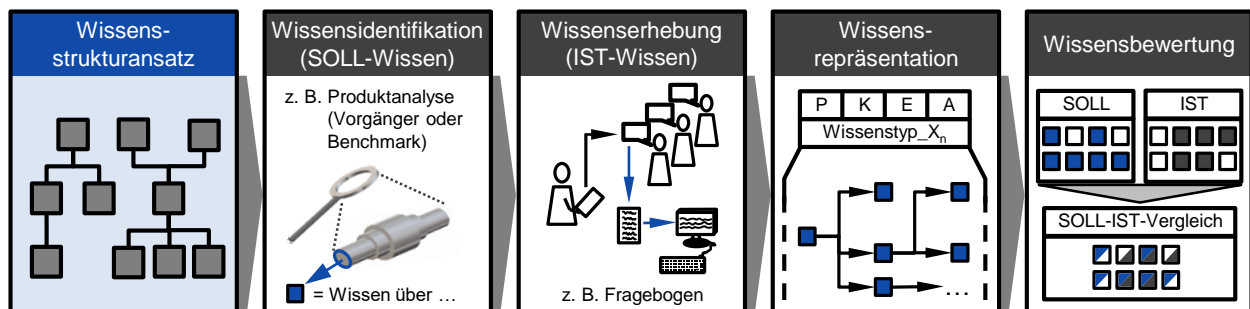 Wissens-
strukturansatz
Wissensidentifikation
(SOLL-Wissen)
z. B. Produktanalyse
(Vorgänger oder
Benchmark)
= Wissen über …
Wissenserhebung
(IST-Wissen)
z. B. Fragebogen
Wissens-
repräsentation
P K E A
Wissenstyp_Xn
…
Wissensbewertung
SOLL IST
SOLL-IST-Vergleich